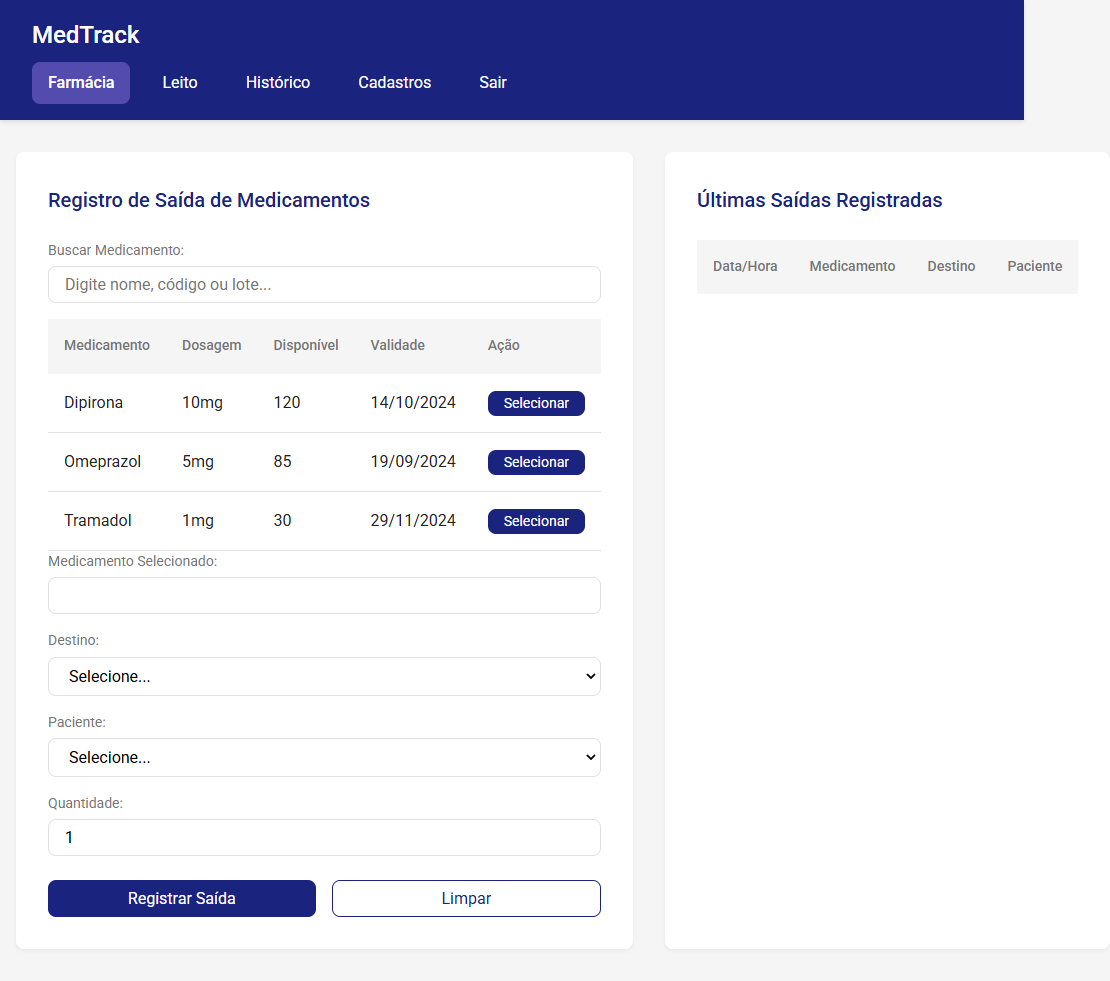 MedTrack
Farmácia Leito Histórico Cadastros Sair
Registro de Saída de Medicamentos
Buscar Medicamento:
Digite nome, código ou lote...
Medicamento Dosagem Disponível Validade Ação
Dipirona 10mg 120 14/10/2024 Selecionar
Omeprazol 5mg 85 19/09/2024 Selecionar
Tramadol 1mg 30 29/11/2024 Selecionar
Medicamento Selecionado:
Destino:
Selecione...
Paciente:
Selecione...
Quantidade:
1
Registrar Saída Limpar
Últimas Saídas Registradas
Data/Hora Medicamento Destino Paciente